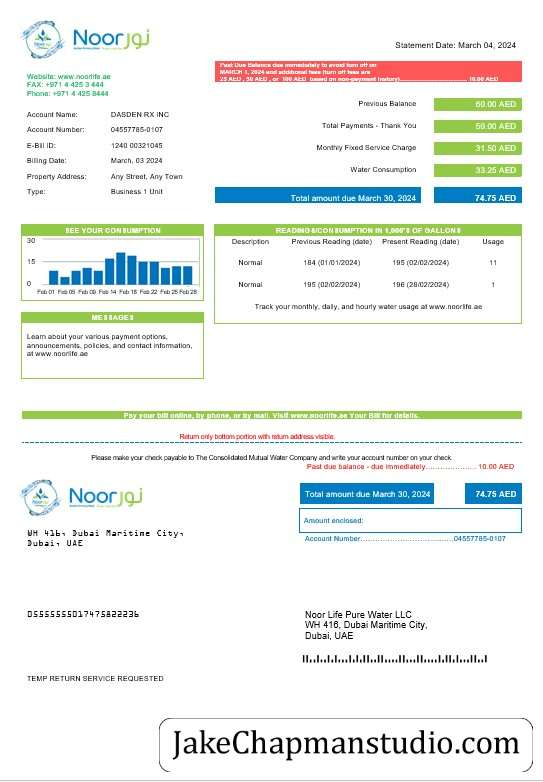 Noor نور
Statement Date: March 04, 2024
Past Due Balance due immediately to avoid turn off on
MARCH 1, 2024 and additional fees (turn off fees are
25 AED , 50 AED , or 100 AED (based on non-payment history) 10.00 AED
Website: www.noorlife.ae
FAX: +971 4 425 3 444
Phone: +971 4 425 8444
Previous Balance 60.00 AED
Account Name: DASDEN RX INC
Total Payments - Thank You 50.00 AED
Account Number: 04557785-0107
E-Bill ID: 1240 00321045
Monthly Fixed Service Charge 31.50 AED
Billing Date: March, 03 2024
Water Consumption 33.25 AED
Property Address: Any Street, Any Town
Type: Business 1 Unit
Total amount due March 30, 2024 74.75 AED
SEE YOUR CONSUMPTION
30
15
0
Feb 01 Feb 05 Feb 09 Feb 14 Feb 18 Feb 22 Feb 25 Feb 28
READINGS/CONSUMPTION IN 1,000'S OF GALLONS
Description Previous Reading (date) Present Reading (date) Usage
Normal 184 (01/01/2024) 195 (02/02/2024) 11
Normal 195 (02/02/2024) 196 (28/02/2024) 1
Track your monthly, daily, and hourly water usage at www.noorlife.ae
MESSAGES
Learn about your various payment options,
announcements, policies, and contact information,
at www.noorlife.ae
Pay your bill online, by phone, or by mail. Visit www.noorlife.ae Your Bill for details.
Return only bottom portion with return address visible.
Please make your check payable to The Consolidated Mutual Water Company and write your account number on your check.
Past due balance - due immediately..................... 10.00 AED
Noor نور
Total amount due March 30, 2024 74.75 AED
Amount enclosed:
Account Number......................................04557785-0107
WH 416, Dubai Maritime City,
Dubai, UAE
Noor Life Pure Water LLC
WH 416, Dubai Maritime City,
Dubai, UAE
TEMP RETURN SERVICE REQUESTED
JakeChapmanstudio.com